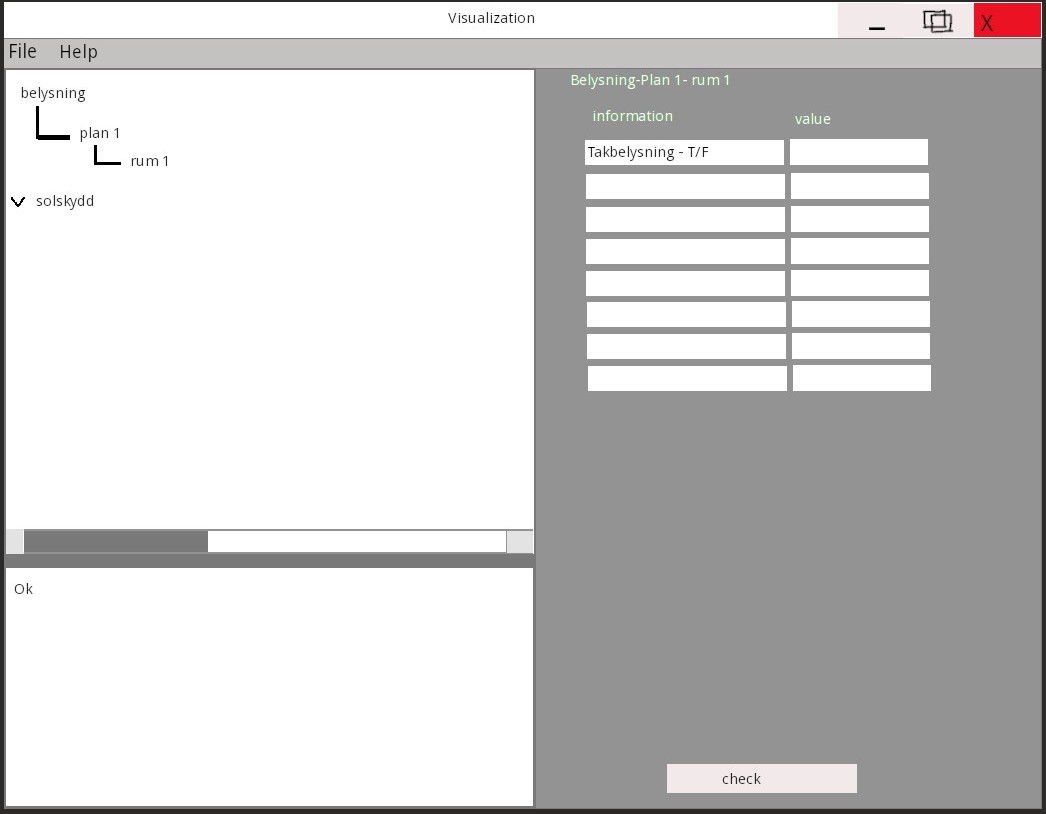 Visualization
X
File Help
belysning
plan 1
rum 1
solskydd
Ok
Belysning-Plan 1- rum 1
information value
Takbelysning - T/F
check